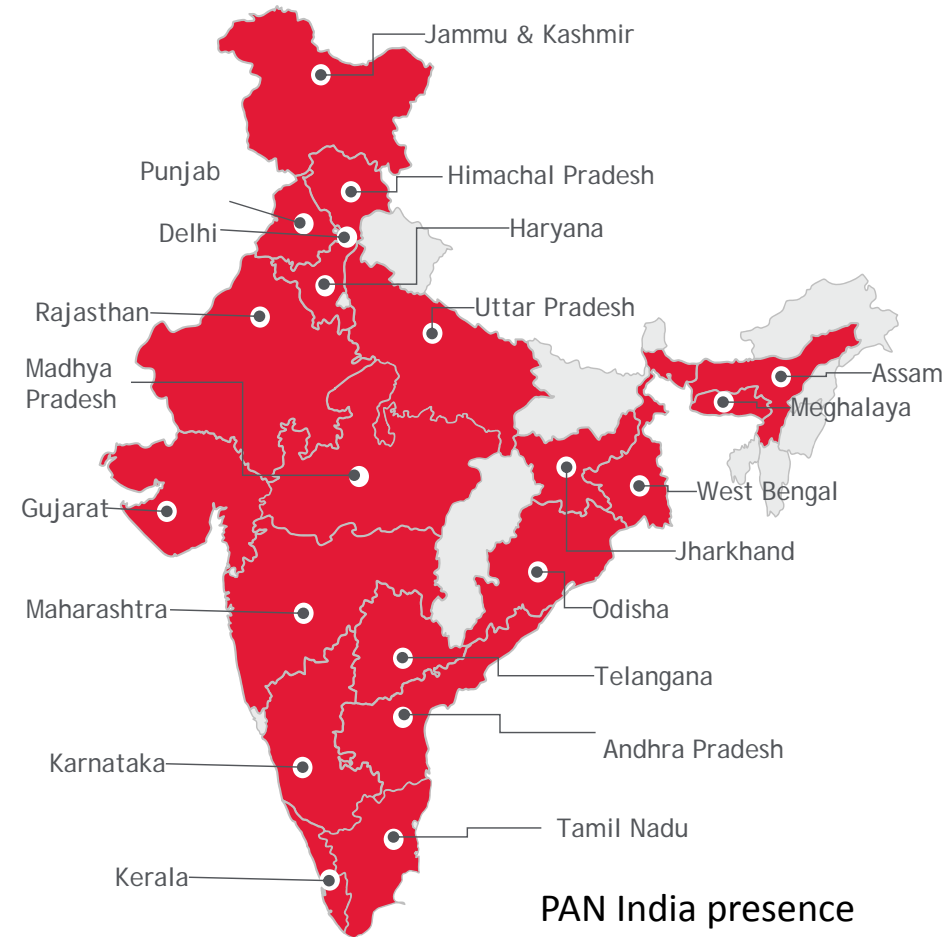 Jammu & Kashmir
Punjab
Himachal Pradesh
Delhi
Haryana
Rajasthan
Uttar Pradesh
Madhya
Pradesh
Assam
Meghalaya
Gujarat
West Bengal
Jharkhand
Maharashtra
Odisha
Telangana
Andhra Pradesh
Karnataka
Tamil Nadu
Kerala
PAN India presence